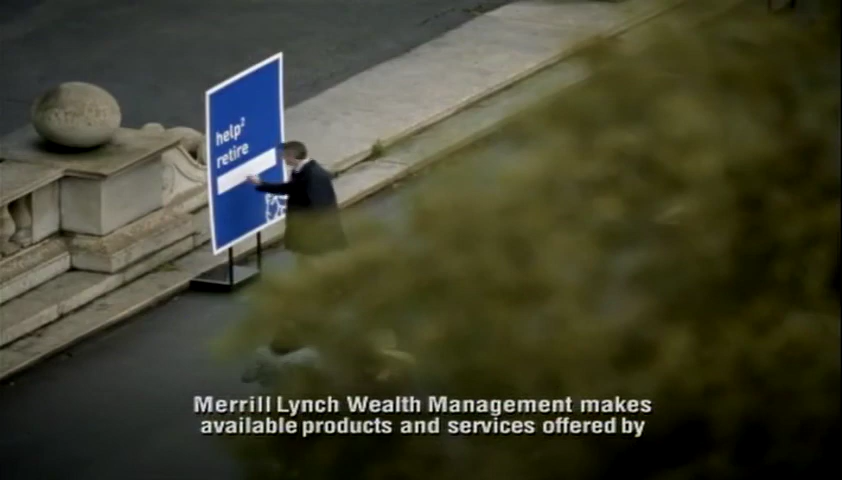 help²
retire
Merrill Lynch Wealth Management makes
available products and services offered by